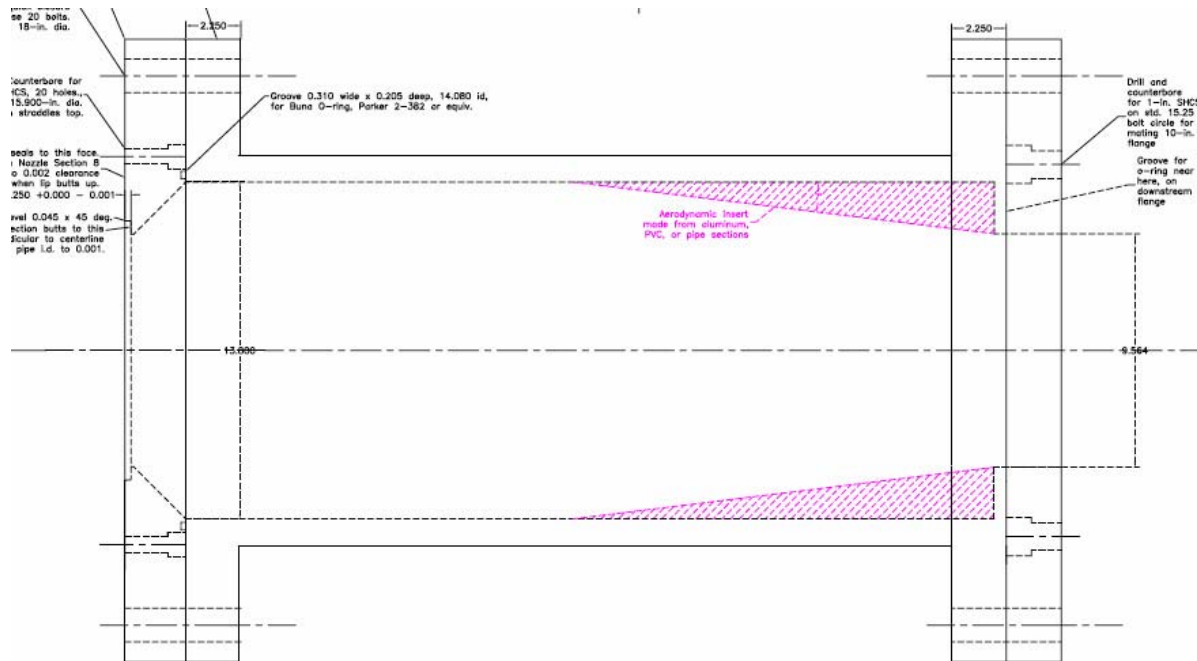 se 20 bolts.
18-in. dia.
2.250
2.250
Counterbore for
HCS, 20 holes.,
15.900-in. dia.
straddles top.
Groove 0.310 wide x 0.205 deep, 14.080 id,
for Buna O-ring, Parker 2-382 or equiv.
Drill and
counterbore
for 1-in. SHCS
on std. 15.25
bolt circle for
mating 10-in.
flange
seals to this face.
Nozzle Section B
o 0.002 clearance
when lip butts up.
.250 +0.000 - 0.001
Groove for
o-ring near
here, on
downstream
flange
evel 0.045 x 45 deg.
ection butts to this
dicular to centerline
pipe i.d. to 0.001.
Aerodynamic insert
made from aluminum,
PVC, or pipe sections
13.000
9.564